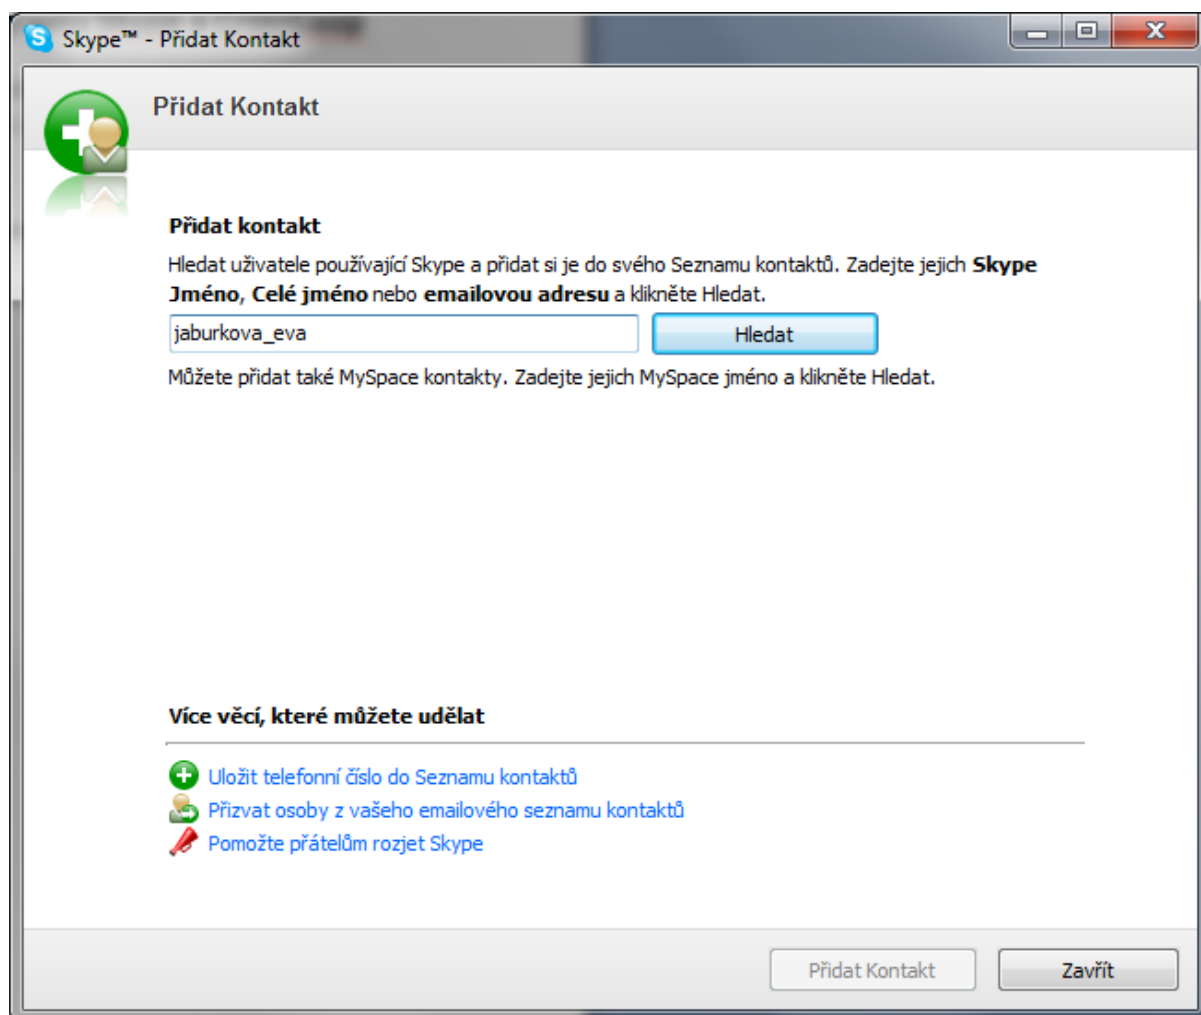 Skype™ - Přidat Kontakt
Přidat Kontakt
Přidat kontakt
Hledat uživatele používající Skype a přidat si je do svého Seznamu kontaktů. Zadejte jejich Skype
Jméno, Celé jméno nebo emailovou adresu a klikněte Hledat.
jaburkova_eva Hledat
Můžete přidat také MySpace kontakty. Zadejte jejich MySpace jméno a klikněte Hledat.
Více věcí, které můžete udělat
Uložit telefonní číslo do Seznamu kontaktů
Přizvat osoby z vašeho emailového seznamu kontaktů
Pomožte přátelům rozjet Skype
Přidat Kontakt Zavřít